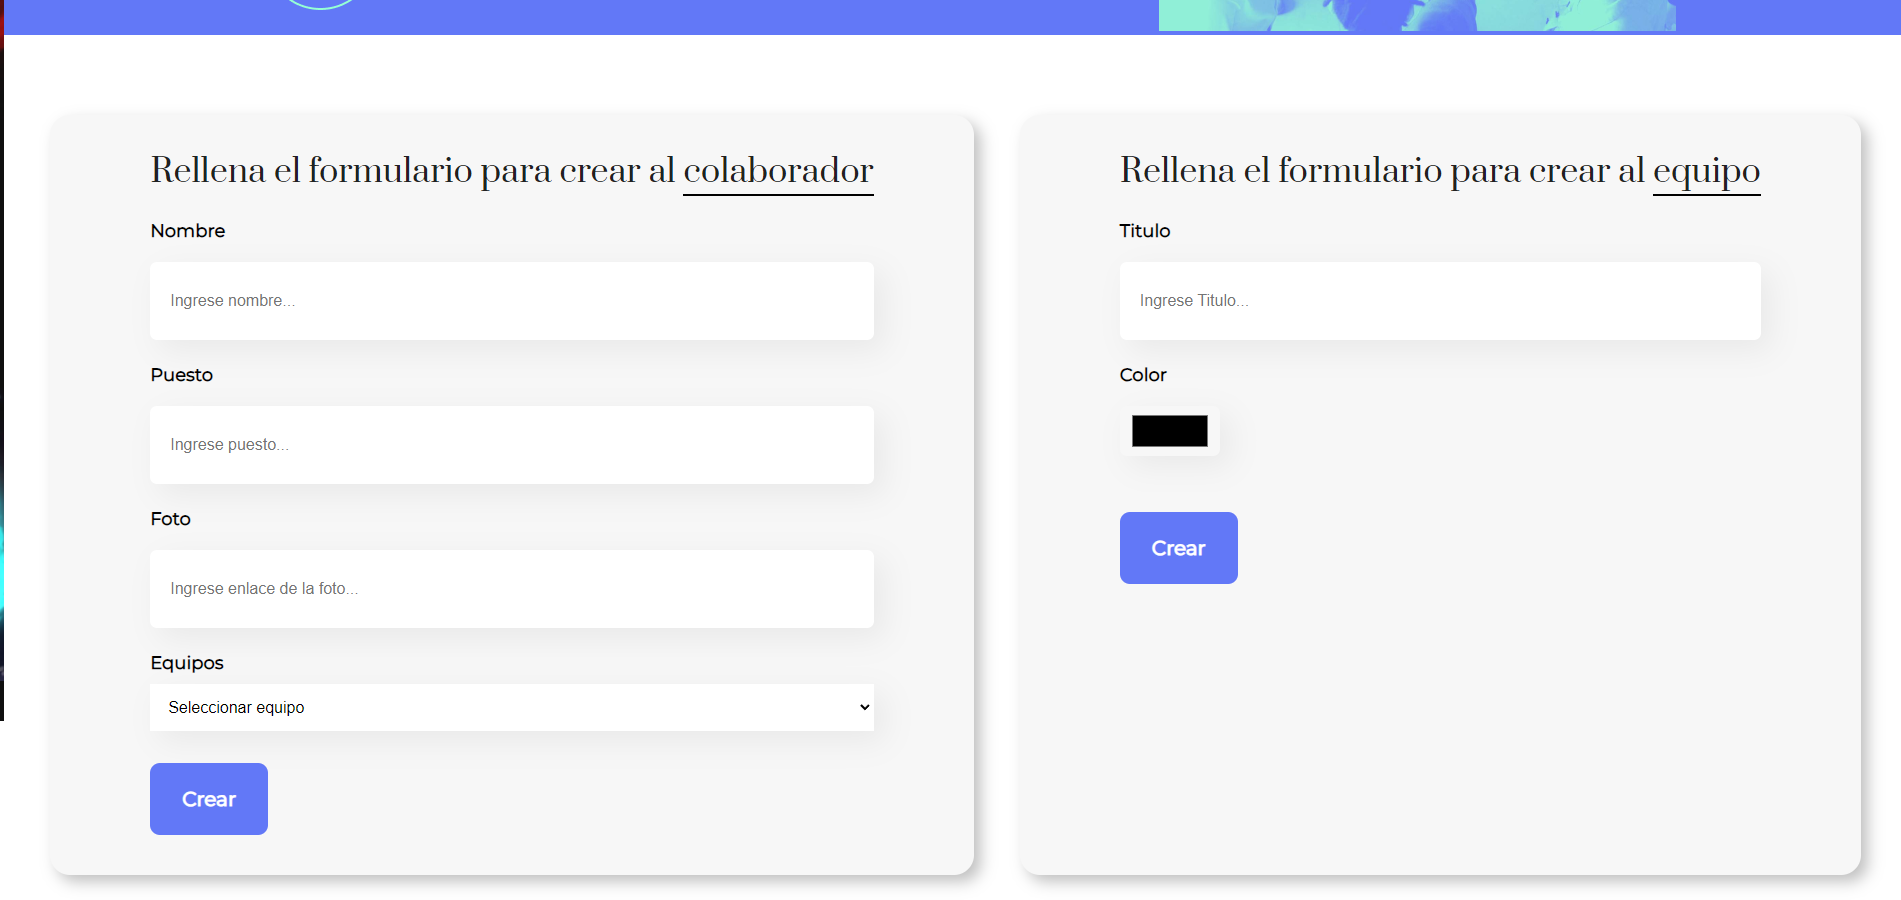 Rellena el formulario para crear al colaborador
Nombre
Ingrese nombre...
Puesto
Ingrese puesto...
Foto
Ingrese enlace de la foto...
Equipos
Seleccionar equipo
Crear
Rellena el formulario para crear al equipo
Titulo
Ingrese Titulo...
Color
Crear